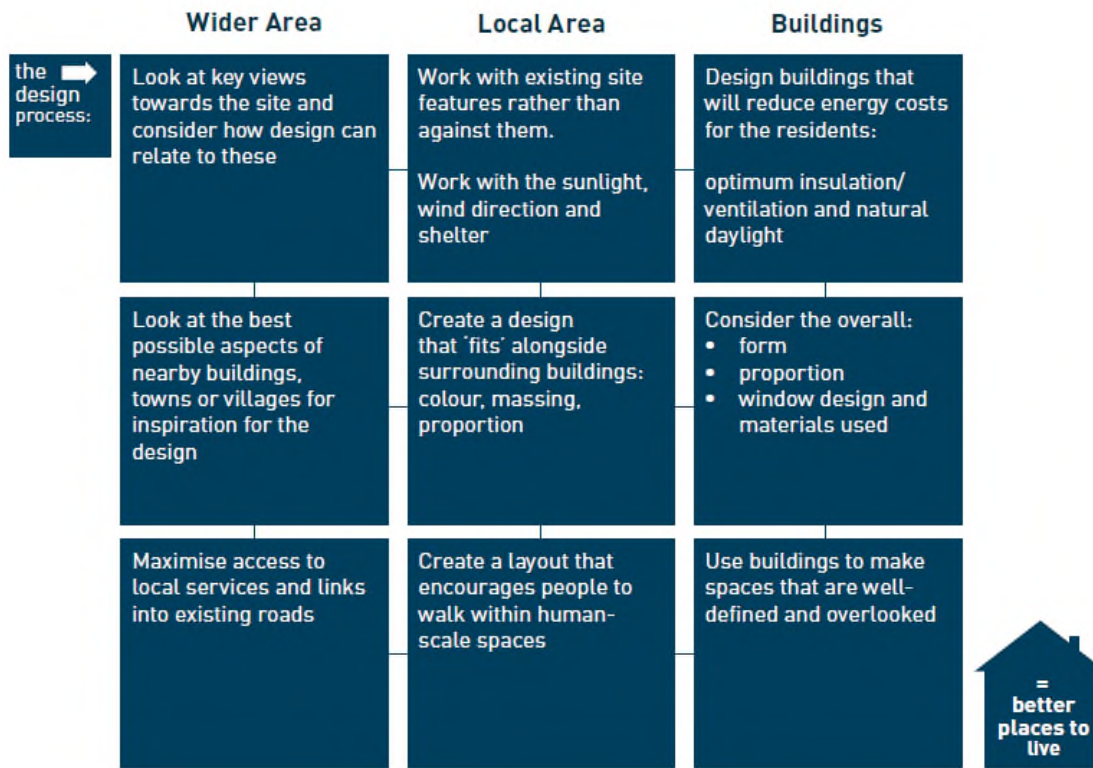 Wider Area
Local Area
Buildings
the
design
process:
Look at key views
towards the site and
consider how design can
relate to these
Work with existing site
features rather than
against them.
Work with the sunlight,
wind direction and
shelter
Design buildings that
will reduce energy costs
for the residents:
optimum insulation/
ventilation and natural
daylight
Look at the best
possible aspects of
nearby buildings,
towns or villages for
inspiration for the
design
Create a design
that ‘fits’ alongside
surrounding buildings:
colour, massing,
proportion
Consider the overall:
• form
• proportion
• window design and
materials used
Maximise access to
local services and links
into existing roads
Create a layout that
encourages people to
walk within human-
scale spaces
Use buildings to make
spaces that are well-
defined and overlooked
=
better
places to
live